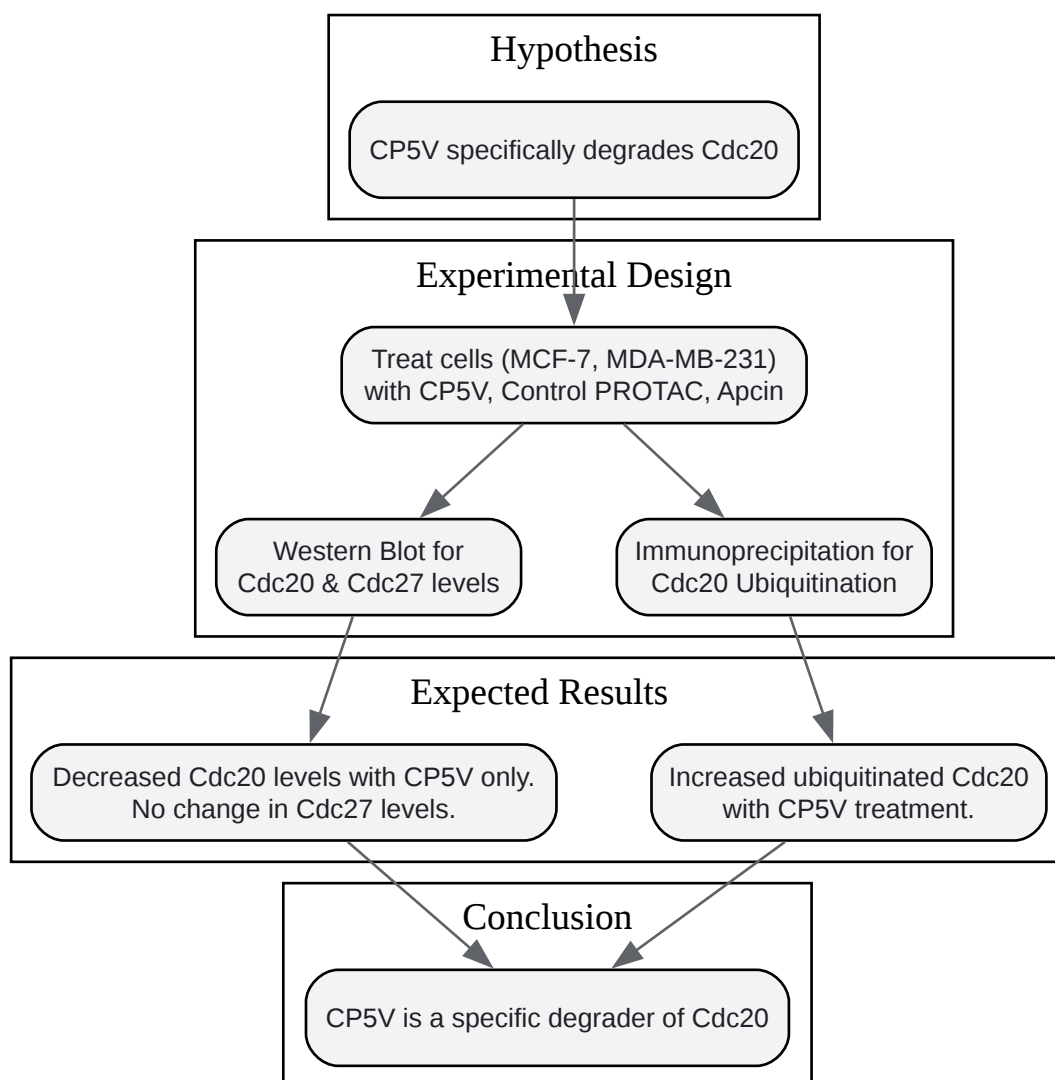 Hypothesis
CP5V specifically degrades Cdc20
Experimental Design
Treat cells (MCF-7, MDA-MB-231)
with CP5V, Control PROTAC, Apcin
Western Blot for
Cdc20 & Cdc27 levels
Immunoprecipitation for
Cdc20 Ubiquitination
Expected Results
Decreased Cdc20 levels with CP5V only.
No change in Cdc27 levels.
Increased ubiquitinated Cdc20
with CP5V treatment.
Conclusion
CP5V is a specific degrader of Cdc20